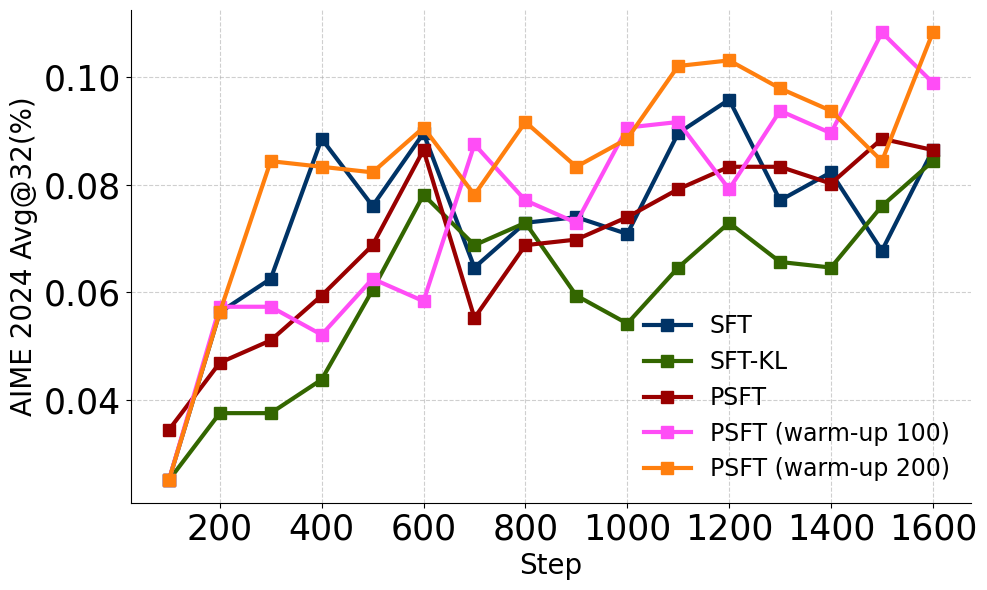 AIME 2024 Avg@32(%)
0.10
0.08
0.06
0.04
SFT
SFT-KL
PSFT
PSFT (warm-up 100)
PSFT (warm-up 200)
200 400 600 800 1000 1200 1400 1600
Step